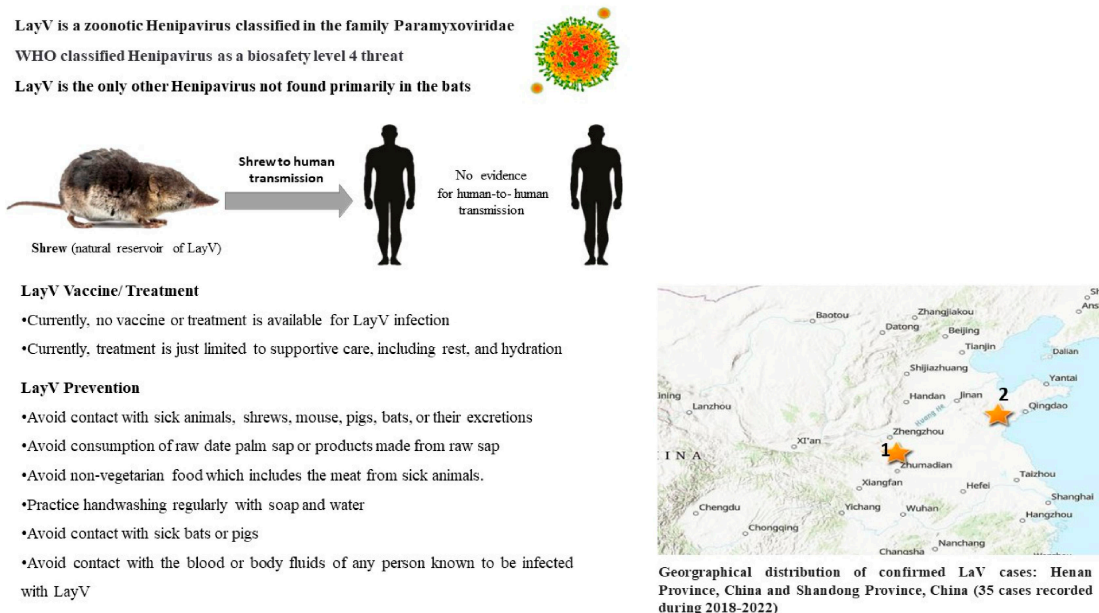 LayV is a zoonotic Henipavirus classified in the family Paramyxoviridae
WHO classified Henipavirus as a biosafety level 4 threat
LayV is the only other Henipavirus not found primarily in the bats
Shrew to human
transmission
No evidence
for human-to- human
transmission
Shrew (natural reservoir of LayV)
LayV Vaccine/ Treatment
•Currently, no vaccine or treatment is available for LayV infection
•Currently, treatment is just limited to supportive care, including rest, and hydration
LayV Prevention
•Avoid contact with sick animals, shrews, mouse, pigs, bats, or their excretions
•Avoid consumption of raw date palm sap or products made from raw sap
•Avoid non-vegetarian food which includes the meat from sick animals.
•Practice handwashing regularly with soap and water
•Avoid contact with sick bats or pigs
•Avoid contact with the blood or body fluids of any person known to be infected
with LayV
Sh
Ans
Zhangjiakou
Baotou
Datong
Beijing
Tianjin
Dalian
Shijiazhuang
Yantai
Handan
Jinan
2
ining
Lanzhou
Qingdao
Zhengzhou
XI'an
1
INA
Zhumadian
Xiangfan
Hefei
Taizhou
Shanghai
Chengdu
Yichang
Wuhan
Hangzhou
Chongqing
Nanchang
Changsha
Georgraphical distribution of confirmed LaV cases: Henan
Province, China and Shandong Province, China (35 cases recorded
during 2018-2022)